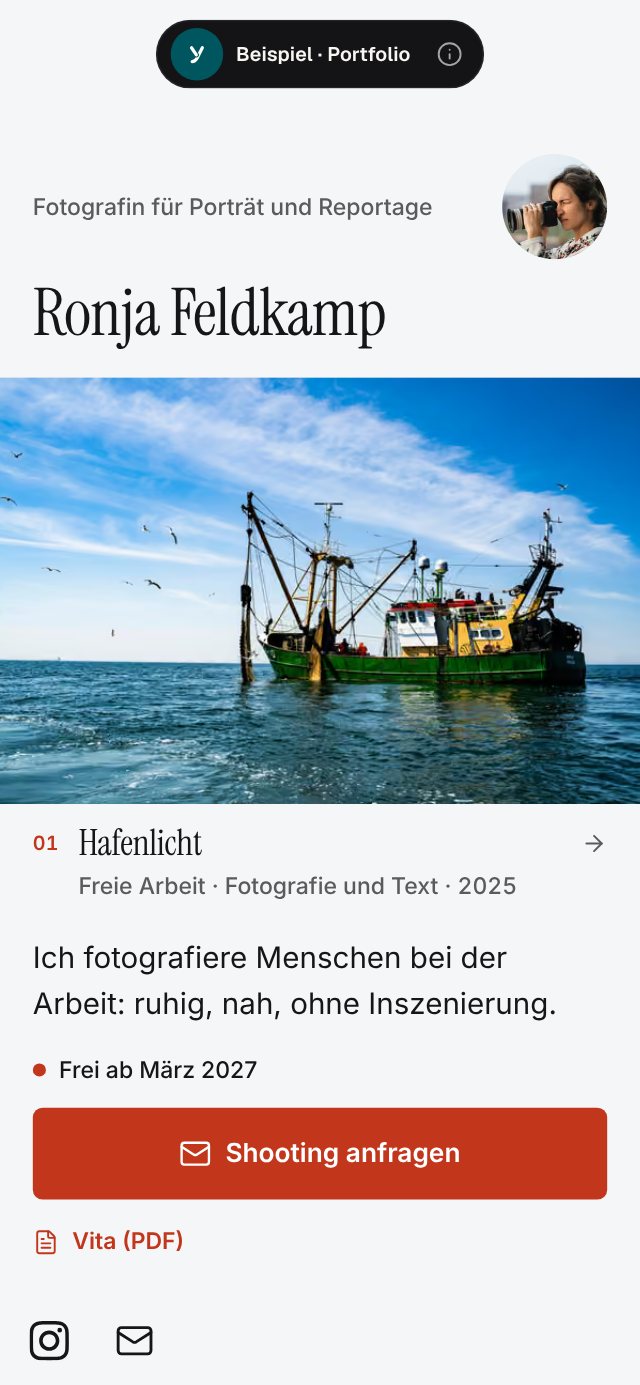 y Beispiel · Portfolio
Fotografin für Porträt und Reportage
Ronja Feldkamp
01 Hafenlicht
Freie Arbeit · Fotografie und Text · 2025
Ich fotografiere Menschen bei der
Arbeit: ruhig, nah, ohne Inszenierung.
Frei ab März 2027
Shooting anfragen
Vita (PDF)